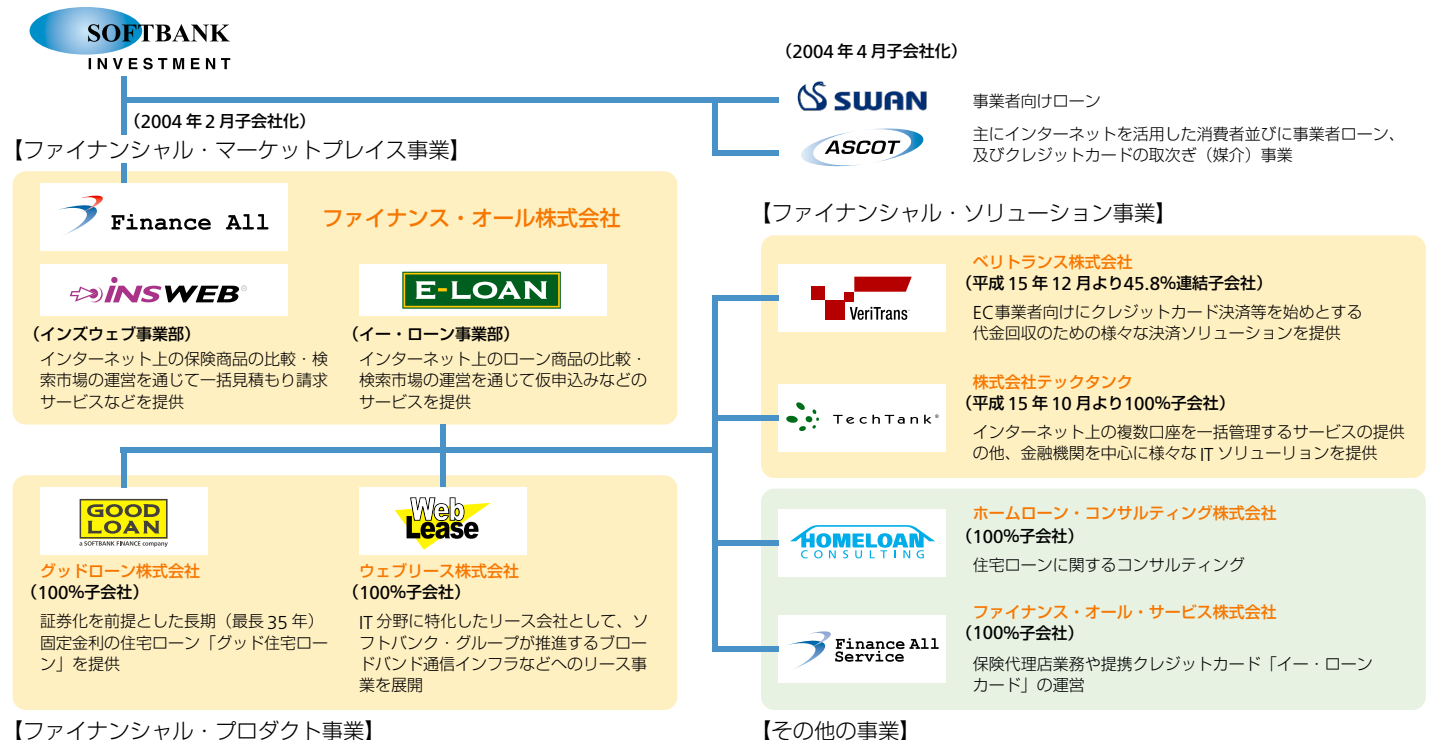 SOFTBANK
INVESTMENT
(2004年4月子会社化)
SWAN
事業者向けローン
ASCOT
主にインターネットを活用した消費者並びに事業者ローン、
及びクレジットカードの取次ぎ(媒介)事業
(2004年2月子会社化)
【ファイナンシャル・マーケットプレイス事業】
Finance All
ファイナンス・オール株式会社
INSWEB®
(インズウェブ事業部)
インターネット上の保険商品の比較・検
索市場の運営を通じて一括見積もり請求
サービスなどを提供
E-LOAN
(イー・ローン事業部)
インターネット上のローン商品の比較・
検索市場の運営を通じて仮申込みなどの
サービスを提供
GOOD
LOAN
a SOFTBANK FINANCE company
グッドローン株式会社
(100%子会社)
証券化を前提とした長期(最長35年)
固定金利の住宅ローン「グッド住宅ロー
ン」を提供
Web
Lease
ウェブリース株式会社
(100%子会社)
IT分野に特化したリース会社として、ソ
フトバンク・グループが推進するブロー
ドバンド通信インフラなどへのリース事
業を展開
【ファイナンシャル・プロダクト事業】
【ファイナンシャル・ソリューション事業】
VeriTrans
ベリトランス株式会社
(平成15年12月より45.8%連結子会社)
EC事業者向けにクレジットカード決済等を始めとする
代金回収のための様々な決済ソリューションを提供
TechTank®
株式会社テックタンク
(平成15年10月より100%子会社)
インターネット上の複数口座を一括管理するサービスの提供
の他、金融機関を中心に様々なITソリューリョンを提供
HOMELOAN
CONSULTING
ホームローン・コンサルティング株式会社
(100%子会社)
住宅ローンに関するコンサルティング
Finance All
Service
ファイナンス・オール・サービス株式会社
(100%子会社)
保険代理店業務や提携クレジットカード「イー・ローン
カード」の運営
【その他の事業】